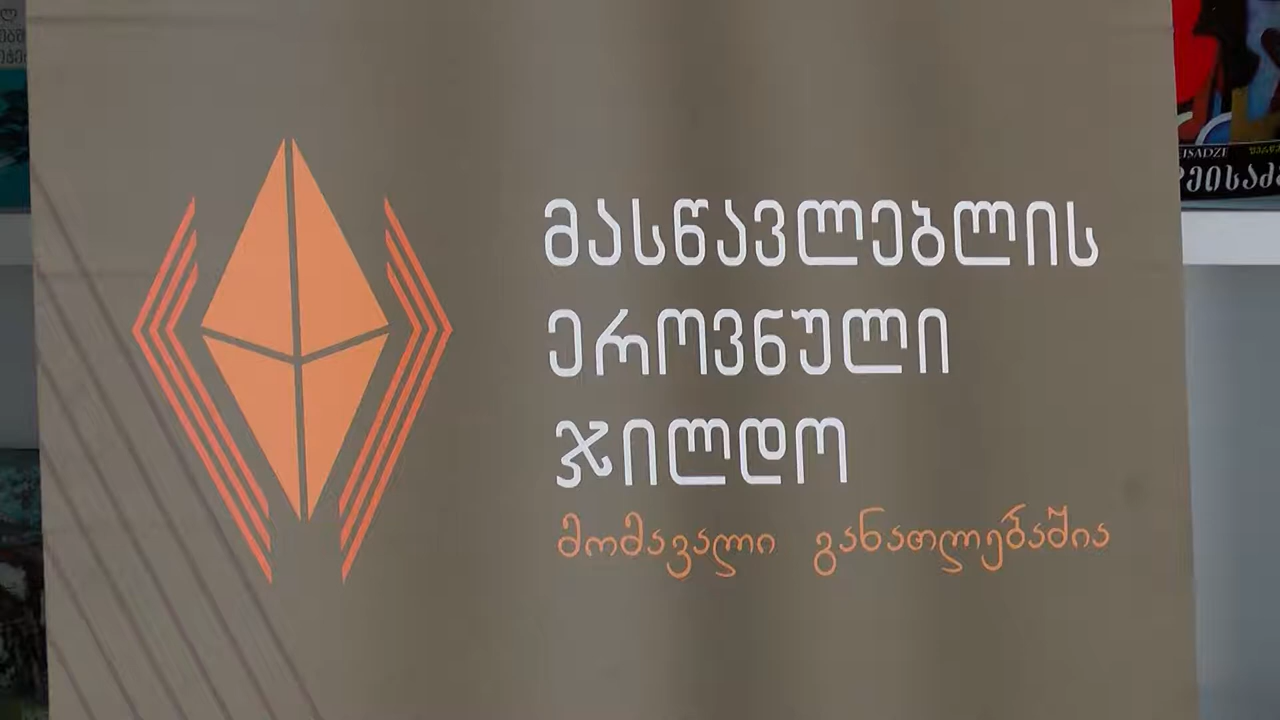 მასწავლებლის
ეროვნული
ჯილდო
მომავალი განათლებაშია